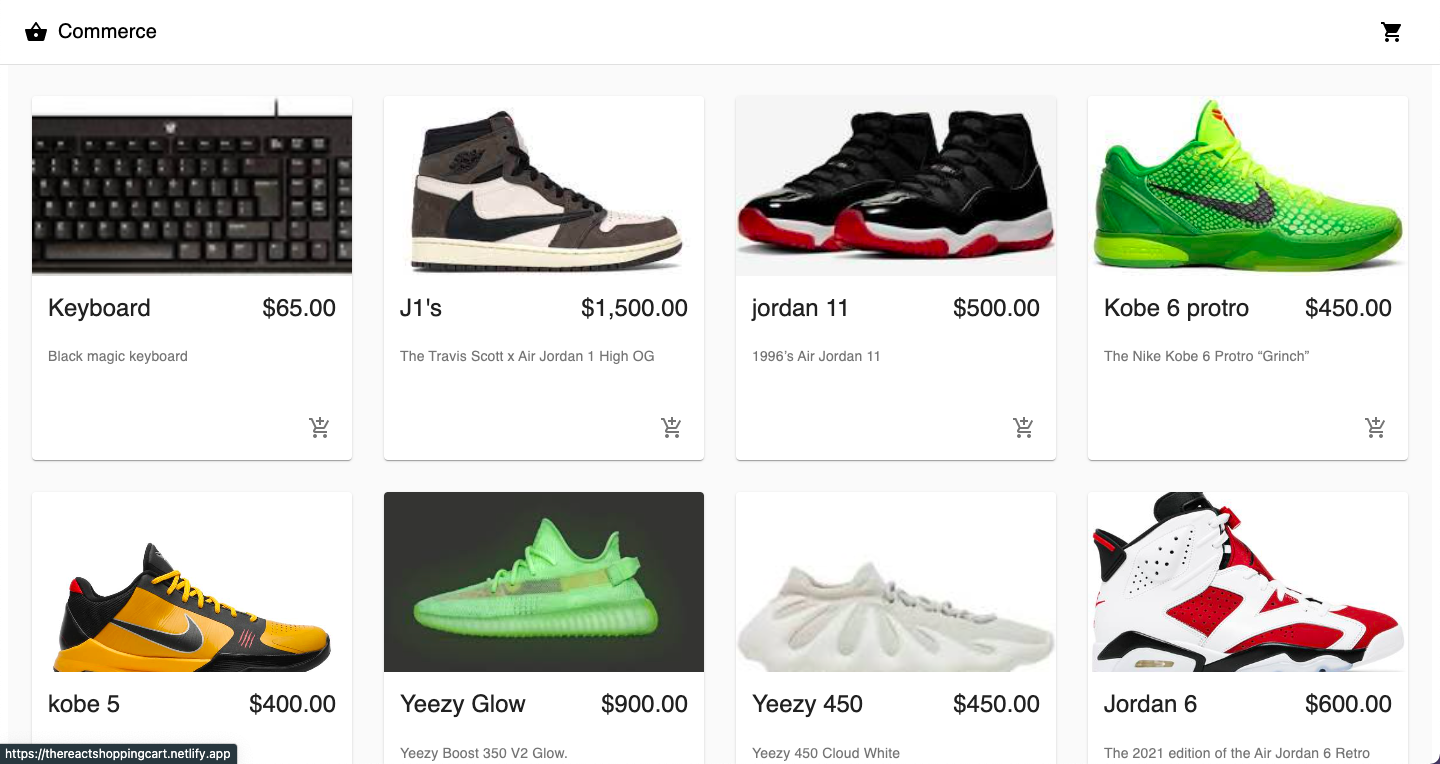 Commerce
Keyboard $65.00
Black magic keyboard
J1's $1,500.00
The Travis Scott x Air Jordan 1 High OG
jordan 11 $500.00
1996’s Air Jordan 11
Kobe 6 protro $450.00
The Nike Kobe 6 Protro “Grinch”
kobe 5 $400.00
Yeezy Glow $900.00
Yeezy Boost 350 V2 Glow.
Yeezy 450 $450.00
Yeezy 450 Cloud White
Jordan 6 $600.00
The 2021 edition of the Air Jordan 6 Retro
https://thereactshoppingcart.netlify.app